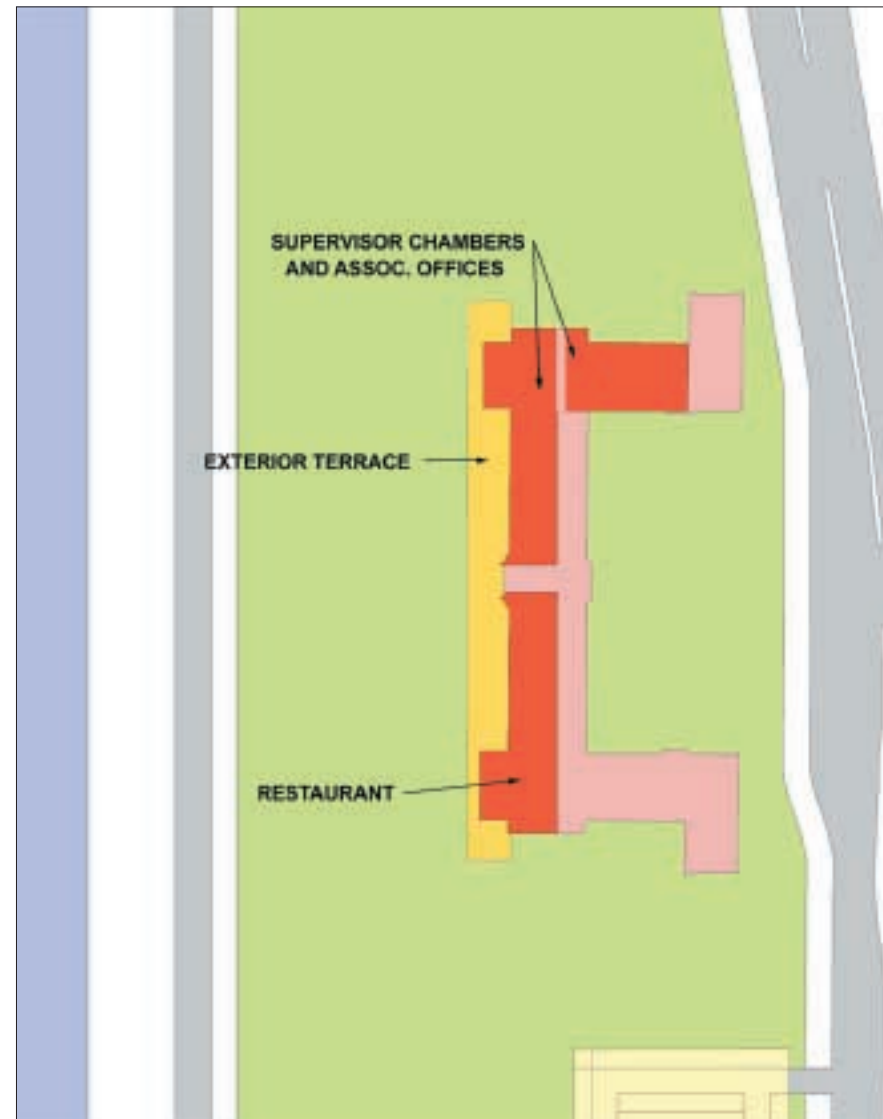 SUPERVISOR CHAMBERS
AND ASSOC. OFFICES
EXTERIOR TERRACE
RESTAURANT